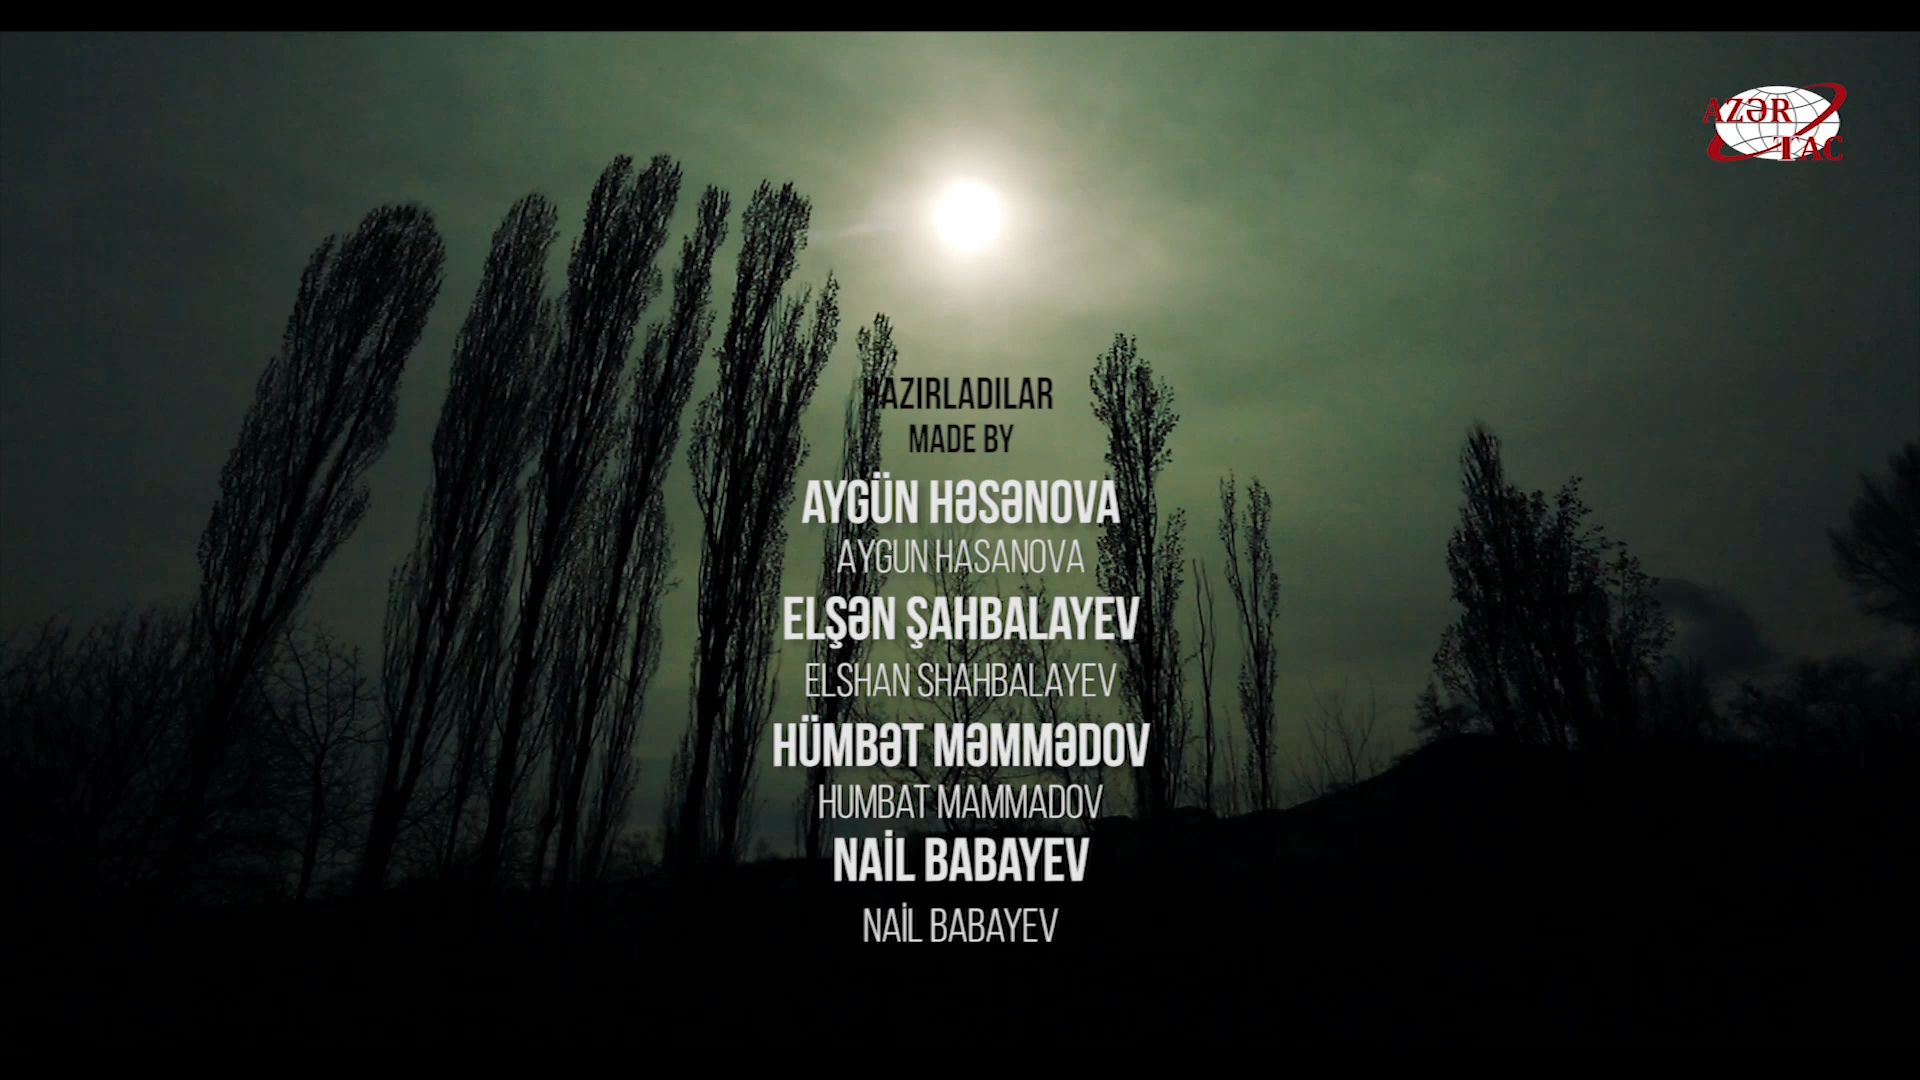 AZƏR
TAC
HAZIRLADILAR
MADE BY
AYGÜN HƏSƏNOVA
AYGUN HASANOVA
ELŞƏN ŞAHBALAYEV
ELSHAN SHAHBALAYEV
HÜMBƏT MƏMMƏDOV
HUMBAT MAMMADOV
NAİL BABAYEV
NAİL BABAYEV